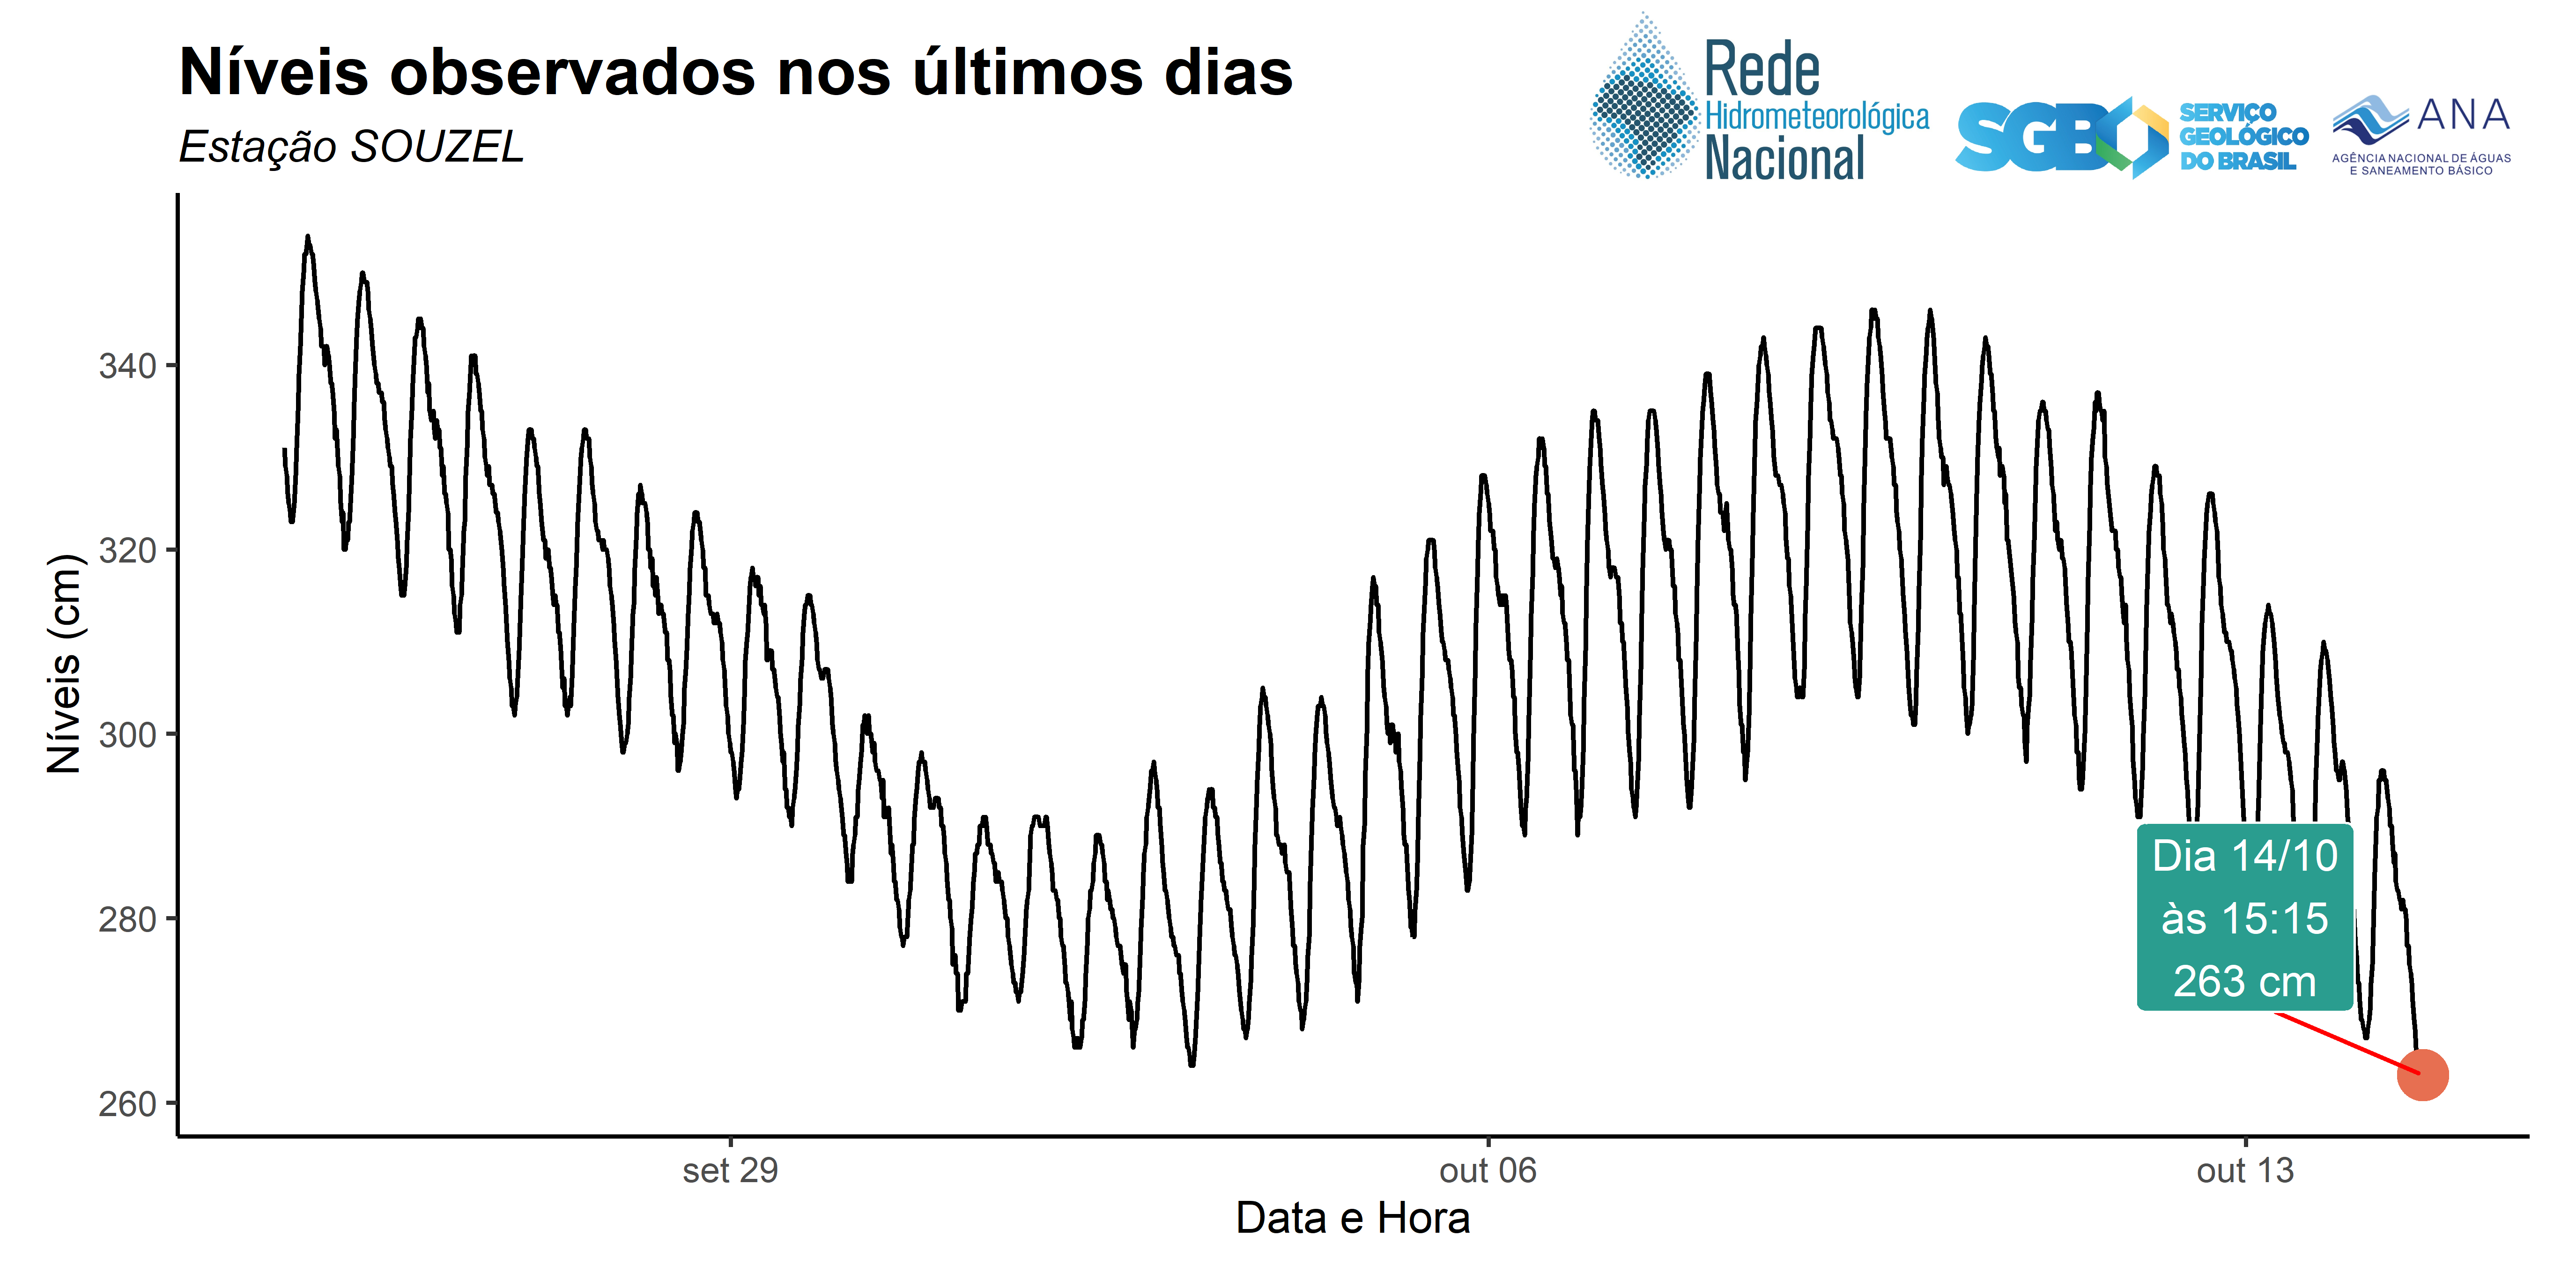 Níveis observados nos últimos dias
Estação SOUZEL
Rede
Hidrometeorológica
Nacional
SGB
SERVIÇO
GEOLÓGICO
DO BRASIL
ANA
AGÊNCIA NACIONAL DE ÁGUAS
E SANEAMENTO BÁSICO
Níveis (cm)
340
320
300
280
260
Dia 14/10
às 15:15
263 cm
set 29
out 06
out 13
Data e Hora